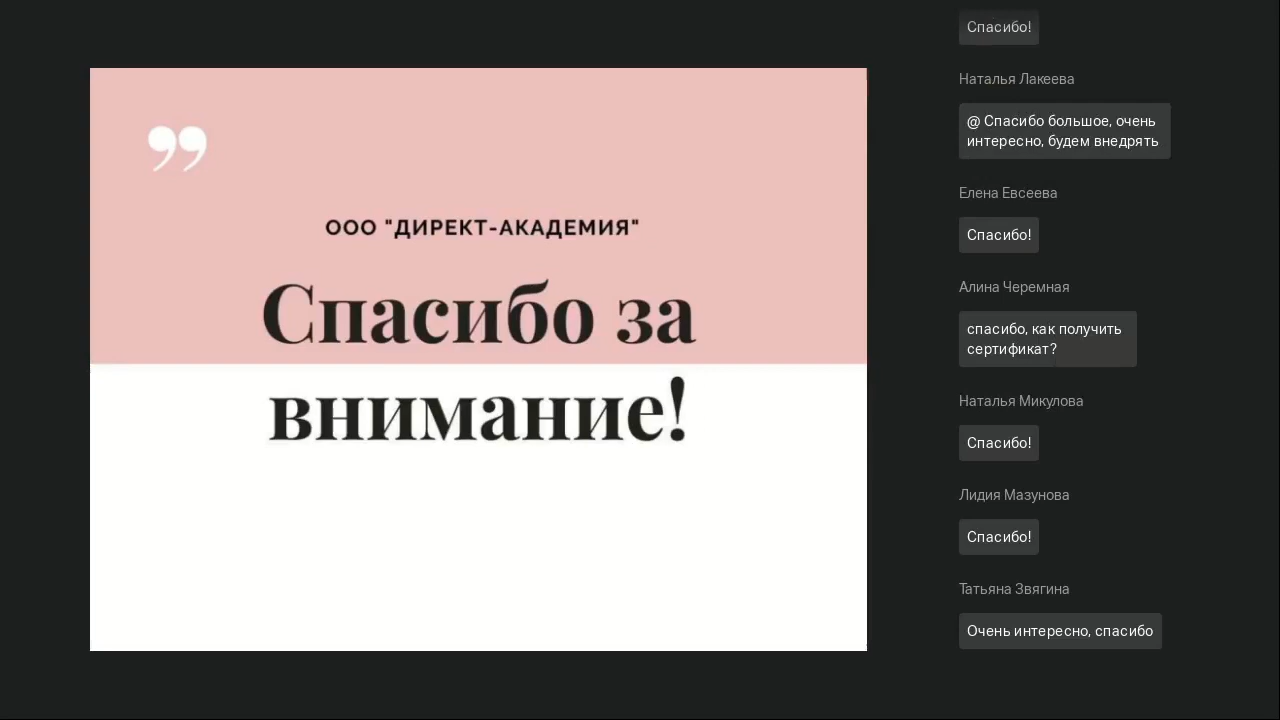 ”
ООО "ДИРЕКТ-АКАДЕМИЯ"
Спасибо за
внимание!
Спасибо!
Наталья Лакеева
@ Спасибо большое, очень
интересно, будем внедрять
Елена Евсеева
Спасибо!
Алина Черемная
спасибо, как получить
сертификат?
Наталья Микулова
Спасибо!
Лидия Мазунова
Спасибо!
Татьяна Звягина
Очень интересно, спасибо